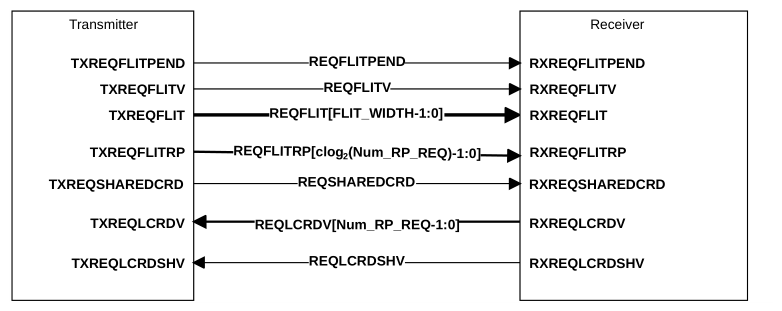 Transmitter Receiver
TXREQFLITPEND REQFLITPEND RXREQFLITPEND
TXREQFLITV REQFLITV RXREQFLITV
TXREQFLIT REQFLIT[FLIT_WIDTH-1:0] RXREQFLIT
TXREQFLITRP REQFLITRP[clog₂(Num_RP_REQ)-1:0] RXREQFLITRP
TXREQSHAREDCRD REQSHAREDCRD RXREQSHAREDCRD
TXREQLCRDV REQLCRDV[Num_RP_REQ-1:0] RXREQLCRDV
TXREQLCRDSHV REQLCRDSHV RXREQLCRDSHV